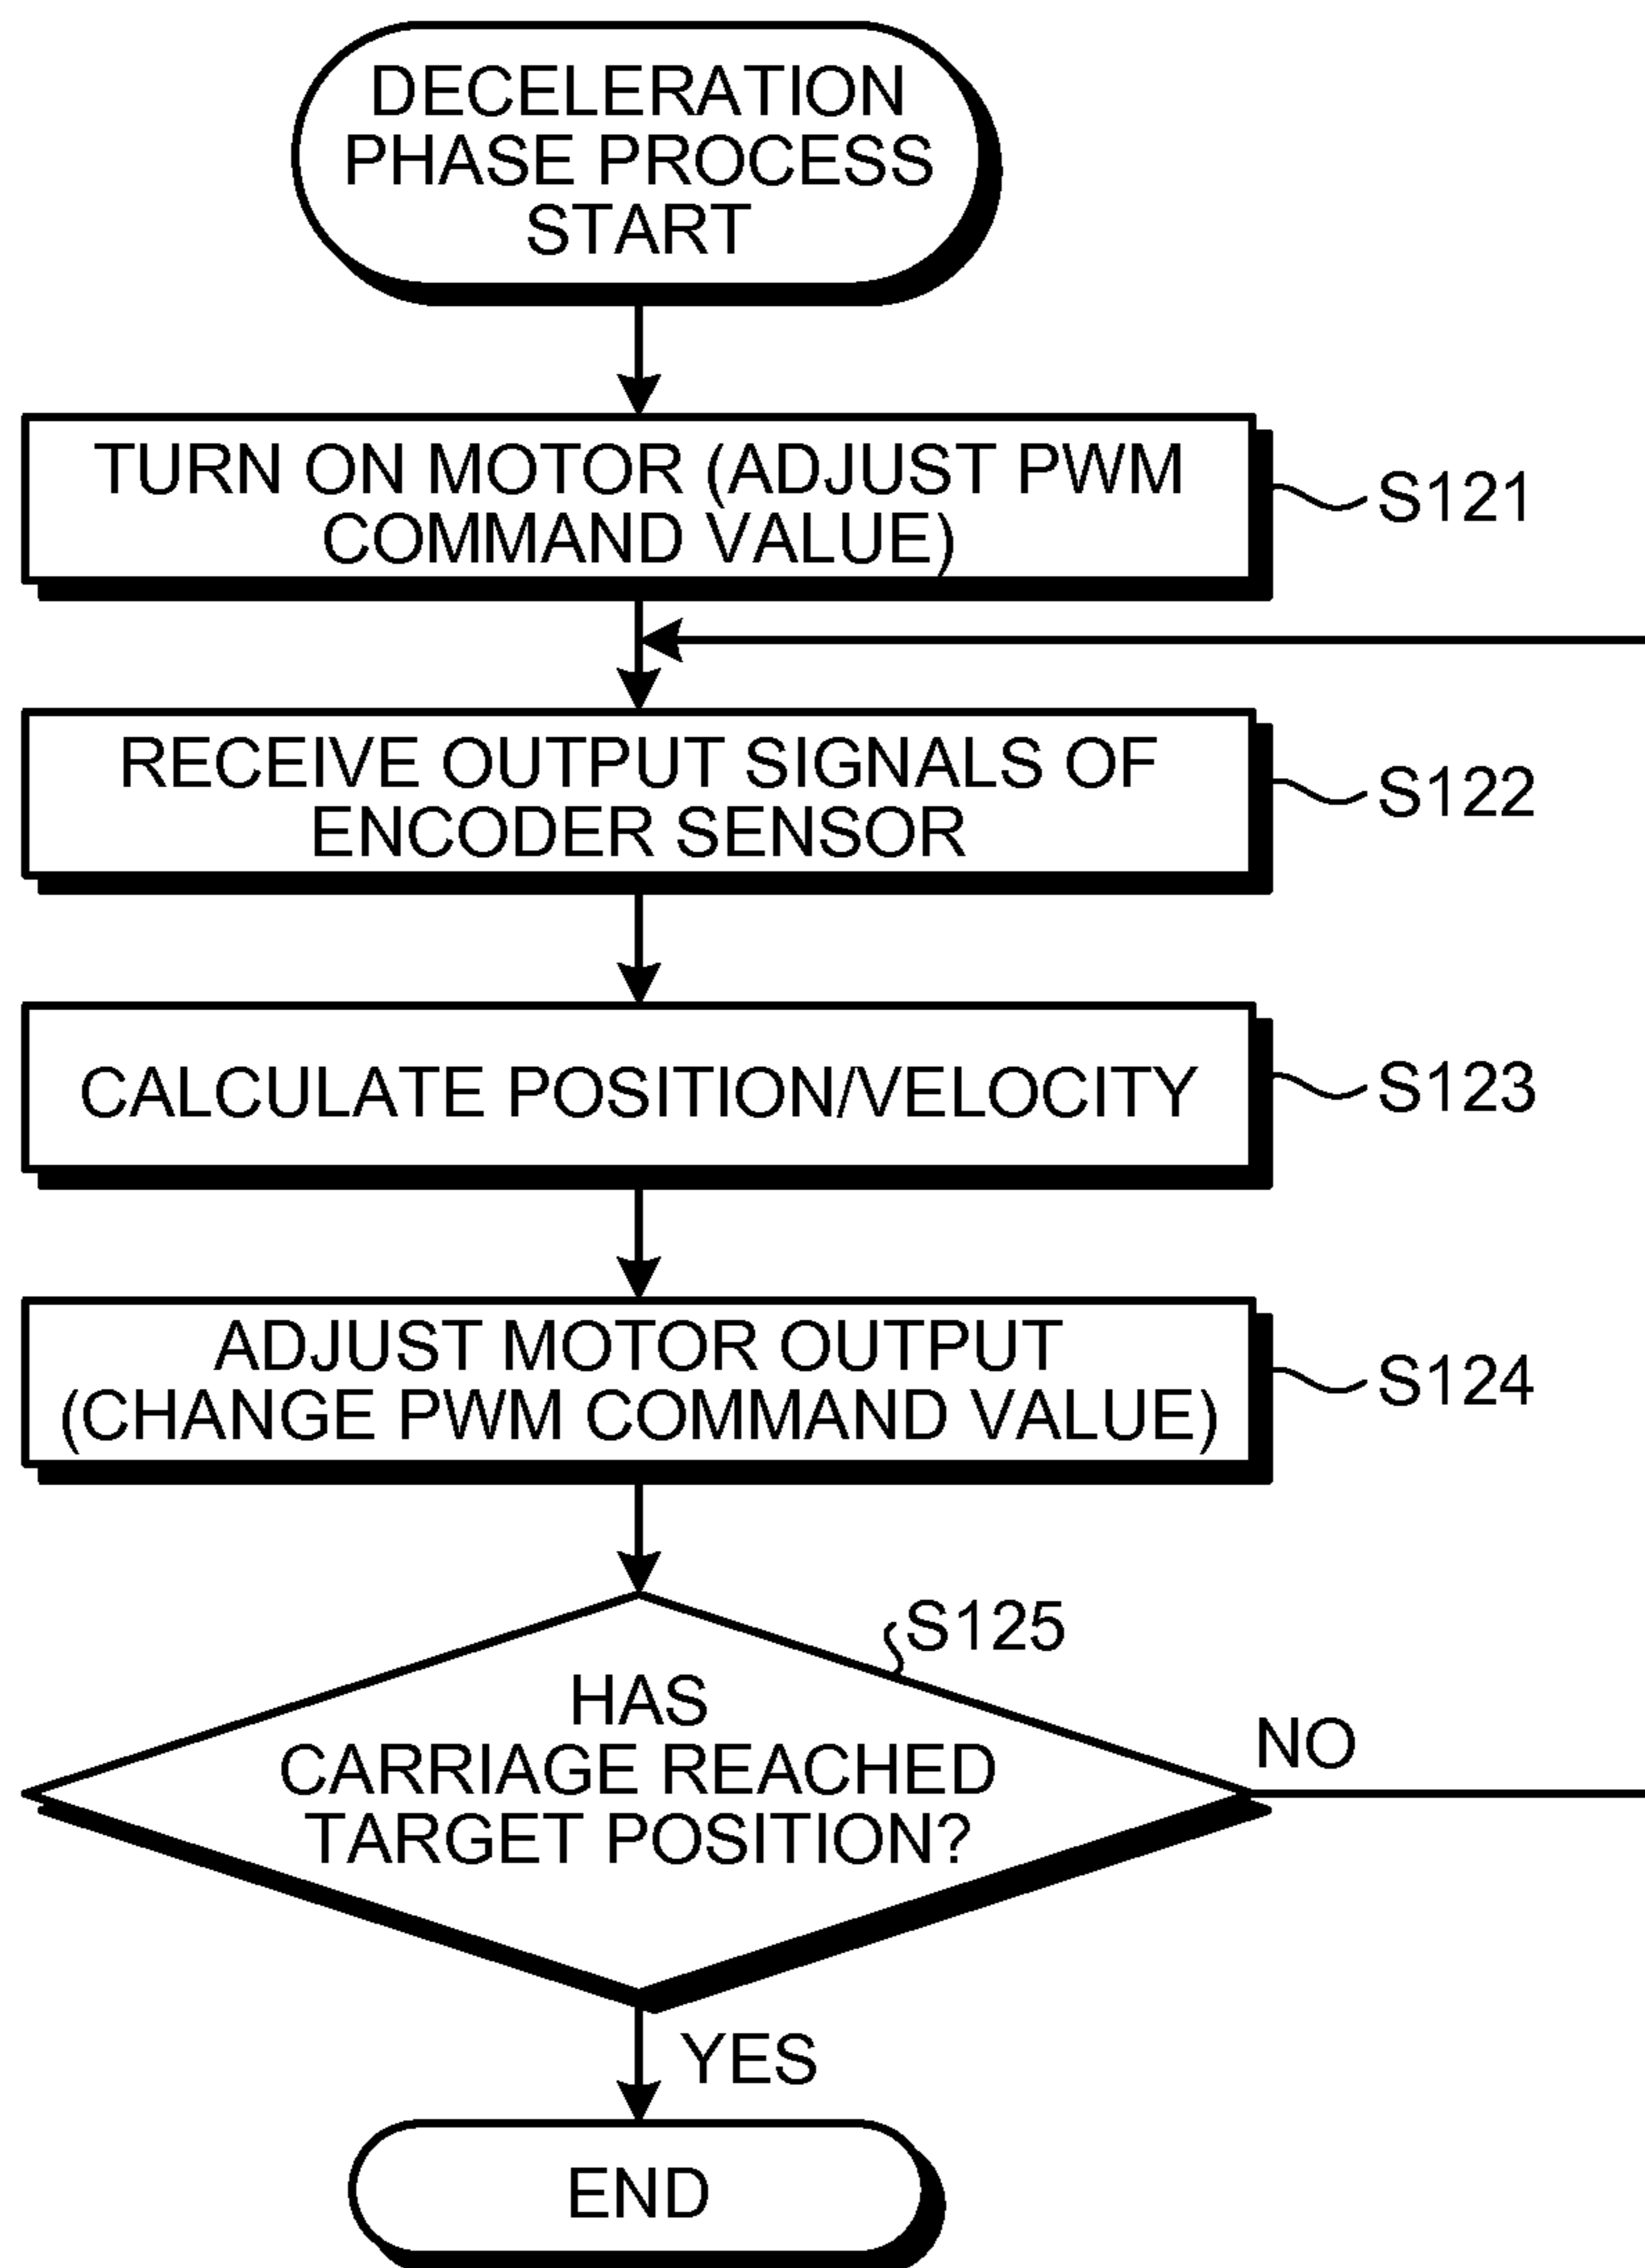 DECELERATION
PHASE PROCESS
START
TURN ON MOTOR (ADJUST PWM
COMMAND VALUE)
S121
RECEIVE OUTPUT SIGNALS OF
ENCODER SENSOR
S122
CALCULATE POSITION/VELOCITY
S123
ADJUST MOTOR OUTPUT
(CHANGE PWM COMMAND VALUE)
S124
S125
HAS
CARRIAGE REACHED
TARGET POSITION?
NO
YES
END